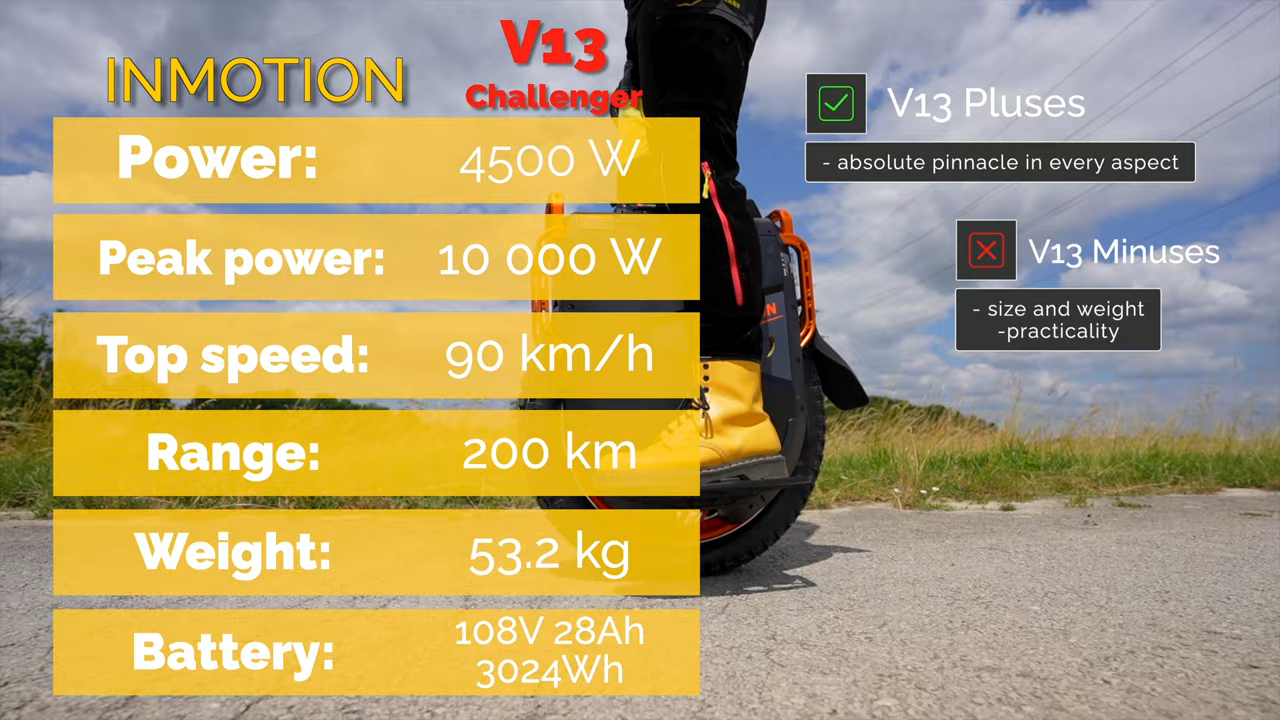 INMOTION
V13
Challenger
Power: 4500 W
Peak power: 10 000 W
Top speed: 90 km/h
Range: 200 km
Weight: 53.2 kg
Battery: 108V 28Ah
3024Wh
V13 Pluses
- absolute pinnacle in every aspect
V13 Minuses
- size and weight
-practicality